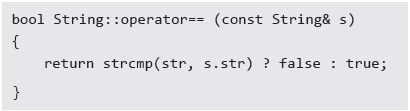 bool String::operator== (const String& s)
{
    return strcmp(str, s.str) ? false : true;
}